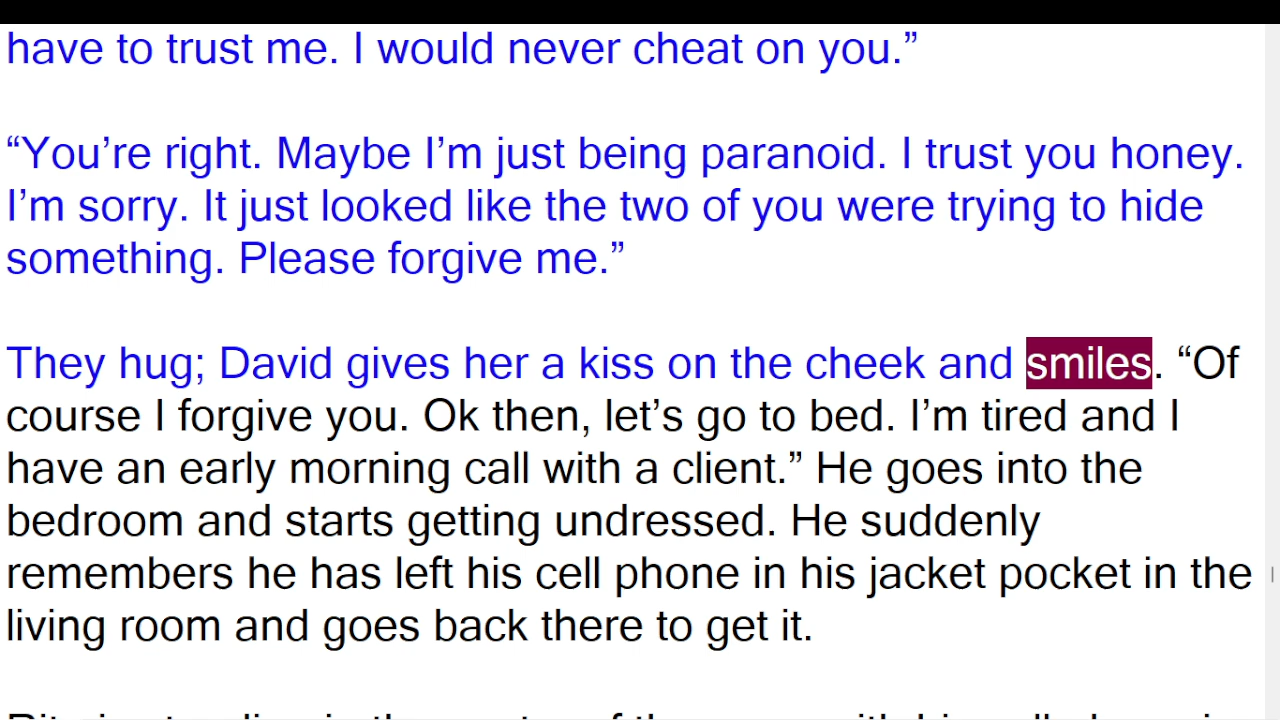 have to trust me. I would never cheat on you.”
“You’re right. Maybe I’m just being paranoid. I trust you honey.
I’m sorry. It just looked like the two of you were trying to hide
something. Please forgive me.”
They hug; David gives her a kiss on the cheek and smiles. “Of
course I forgive you. Ok then, let’s go to bed. I’m tired and I
have an early morning call with a client.” He goes into the
bedroom and starts getting undressed. He suddenly
remembers he has left his cell phone in his jacket pocket in the
living room and goes back there to get it.